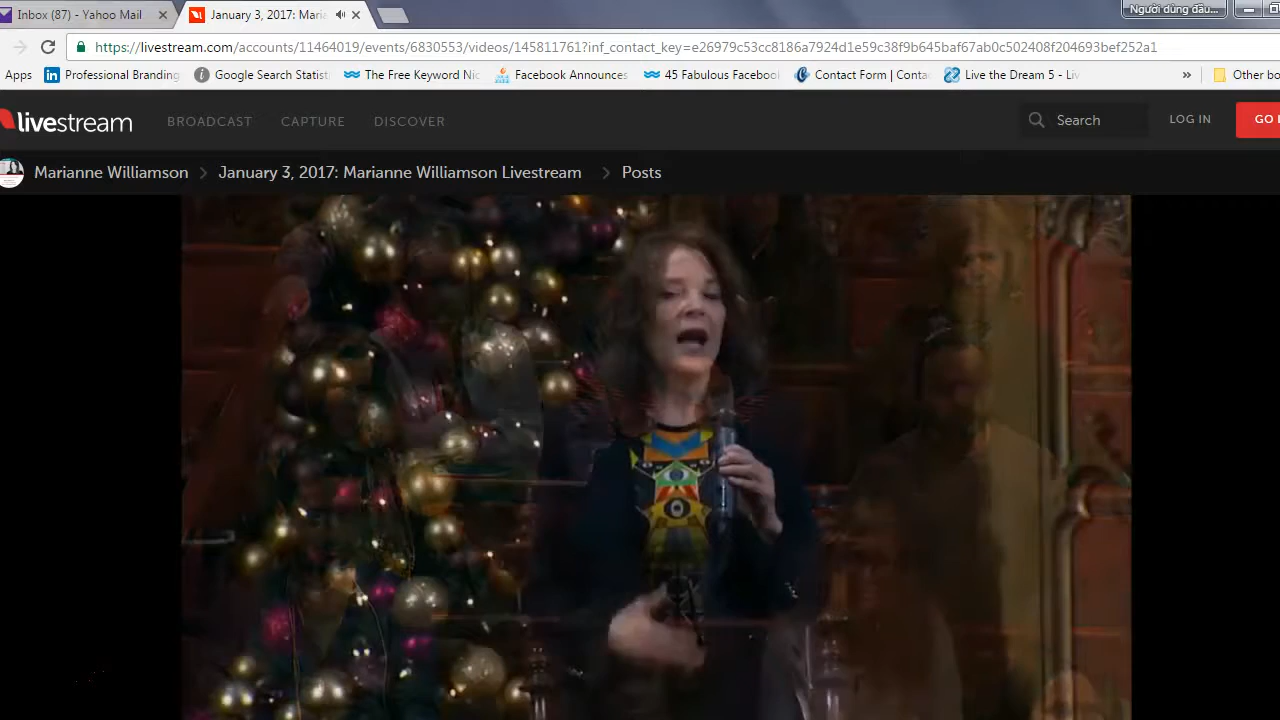 Inbox (87) - Yahoo Mail
January 3, 2017: Maria
Người dùng đầu...
https://livestream.com/accounts/11464019/events/6830553/videos/145811761?inf_contact_key=e26979c53cc8186a7924d1e59c38f9b645baf67ab0c502408f204693bef252a1
Apps Professional Branding Google Search Statist The Free Keyword Nic Facebook Announces 45 Fabulous Facebool Contact Form | Conta Live the Dream 5 - Liv » Other bo
livestream BROADCAST CAPTURE DISCOVER Search LOG IN GO
Marianne Williamson > January 3, 2017: Marianne Williamson Livestream > Posts